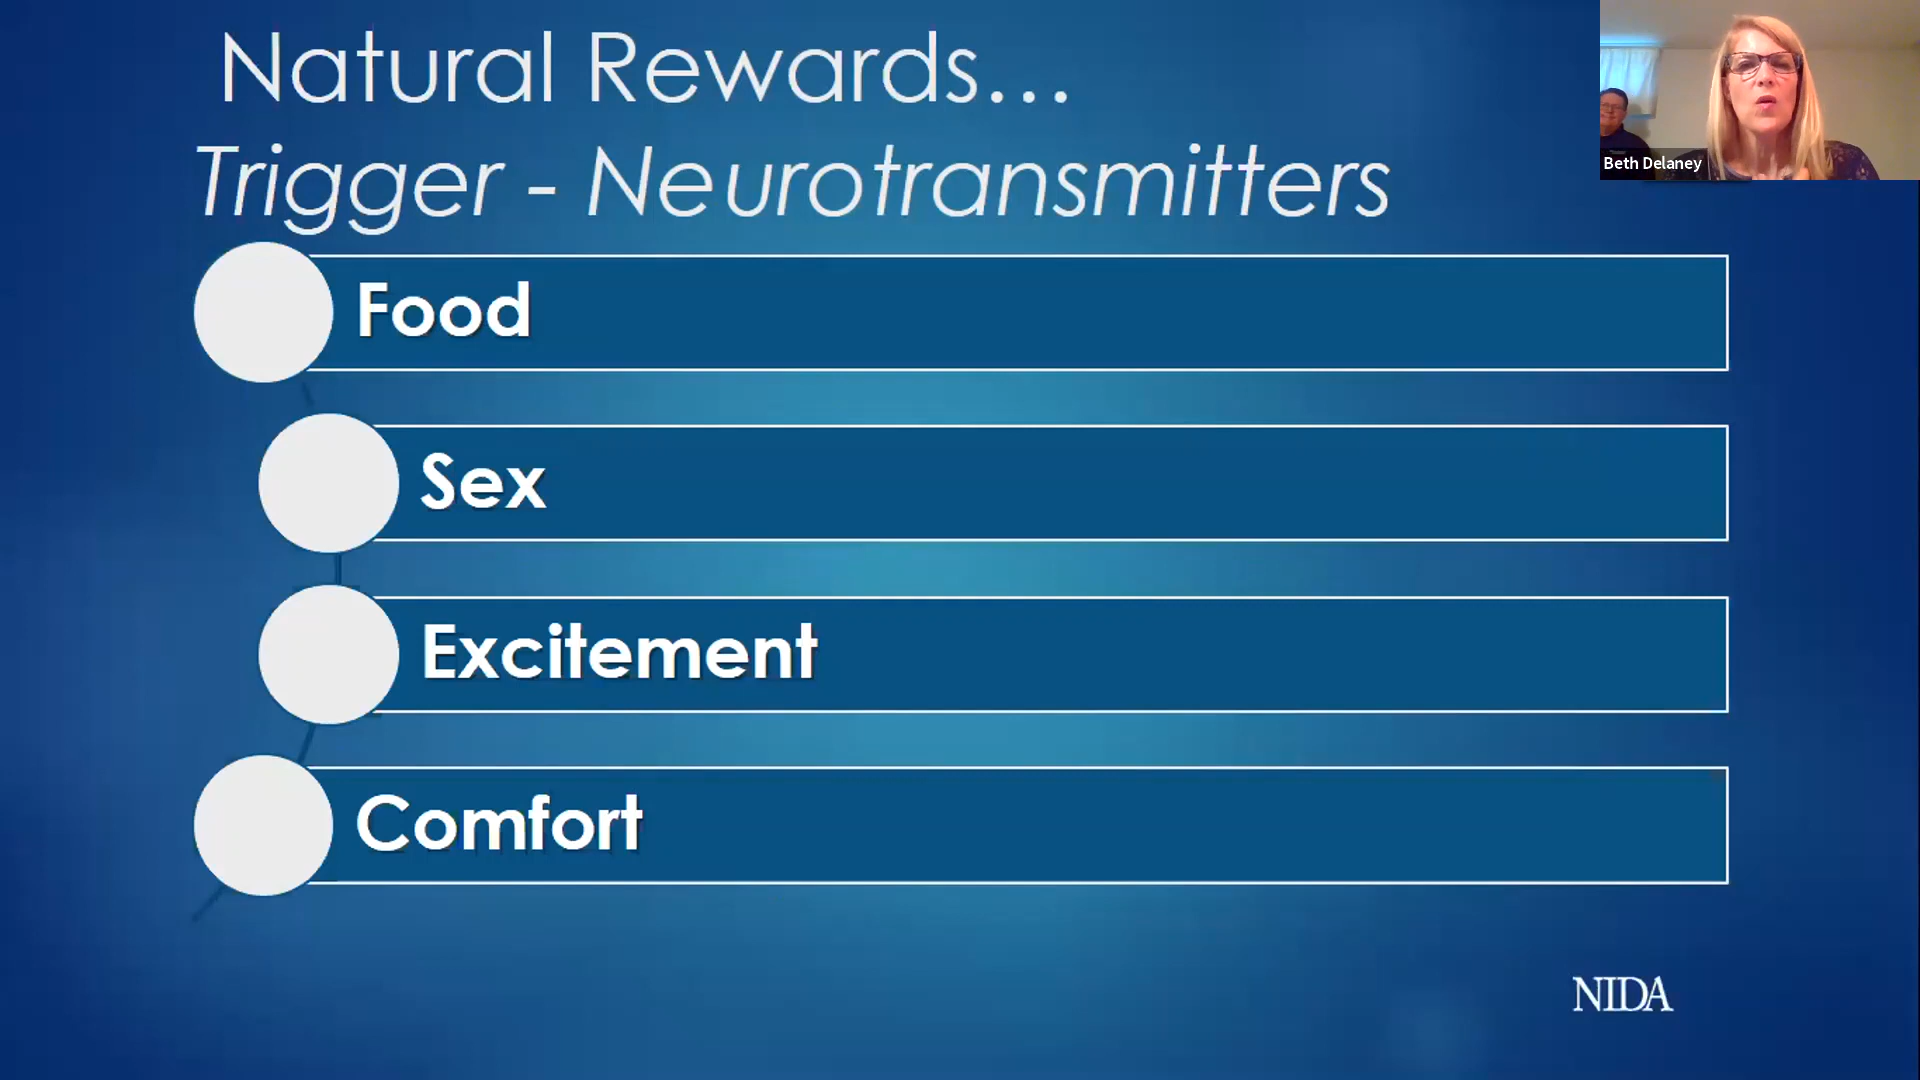 Natural Rewards...
Trigger - Neurotransmitters
Beth Delaney
Food
Sex
Excitement
Comfort
NIDA